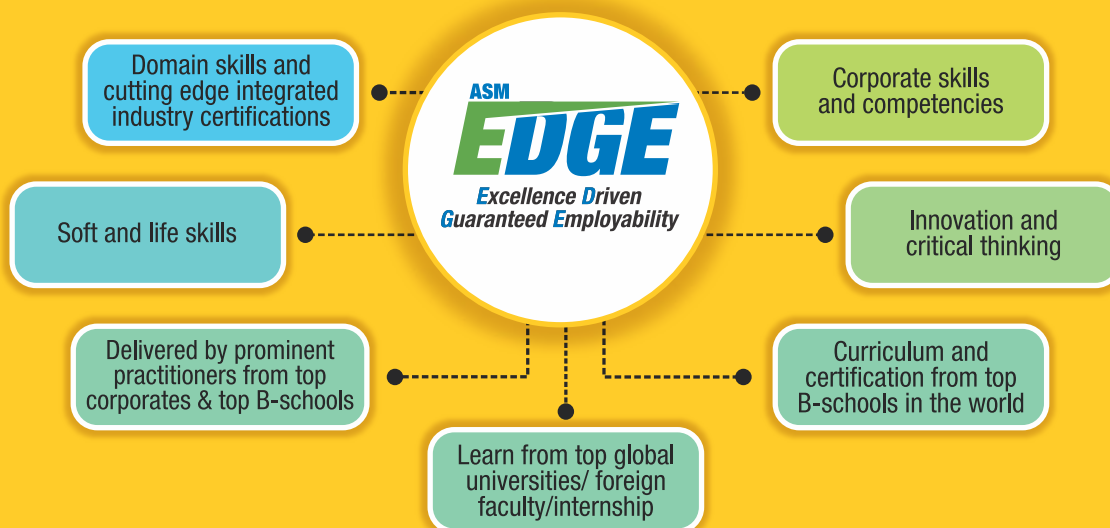 ASM
EDGE
Excellence Driven
Guaranteed Employability
Domain skills and
cutting edge integrated
industry certifications
Corporate skills
and competencies
Soft and life skills
Innovation and
critical thinking
Delivered by prominent
practitioners from top
corporates & top B-schools
Curriculum and
certification from top
B-schools in the world
Learn from top global
universities/ foreign
faculty/internship